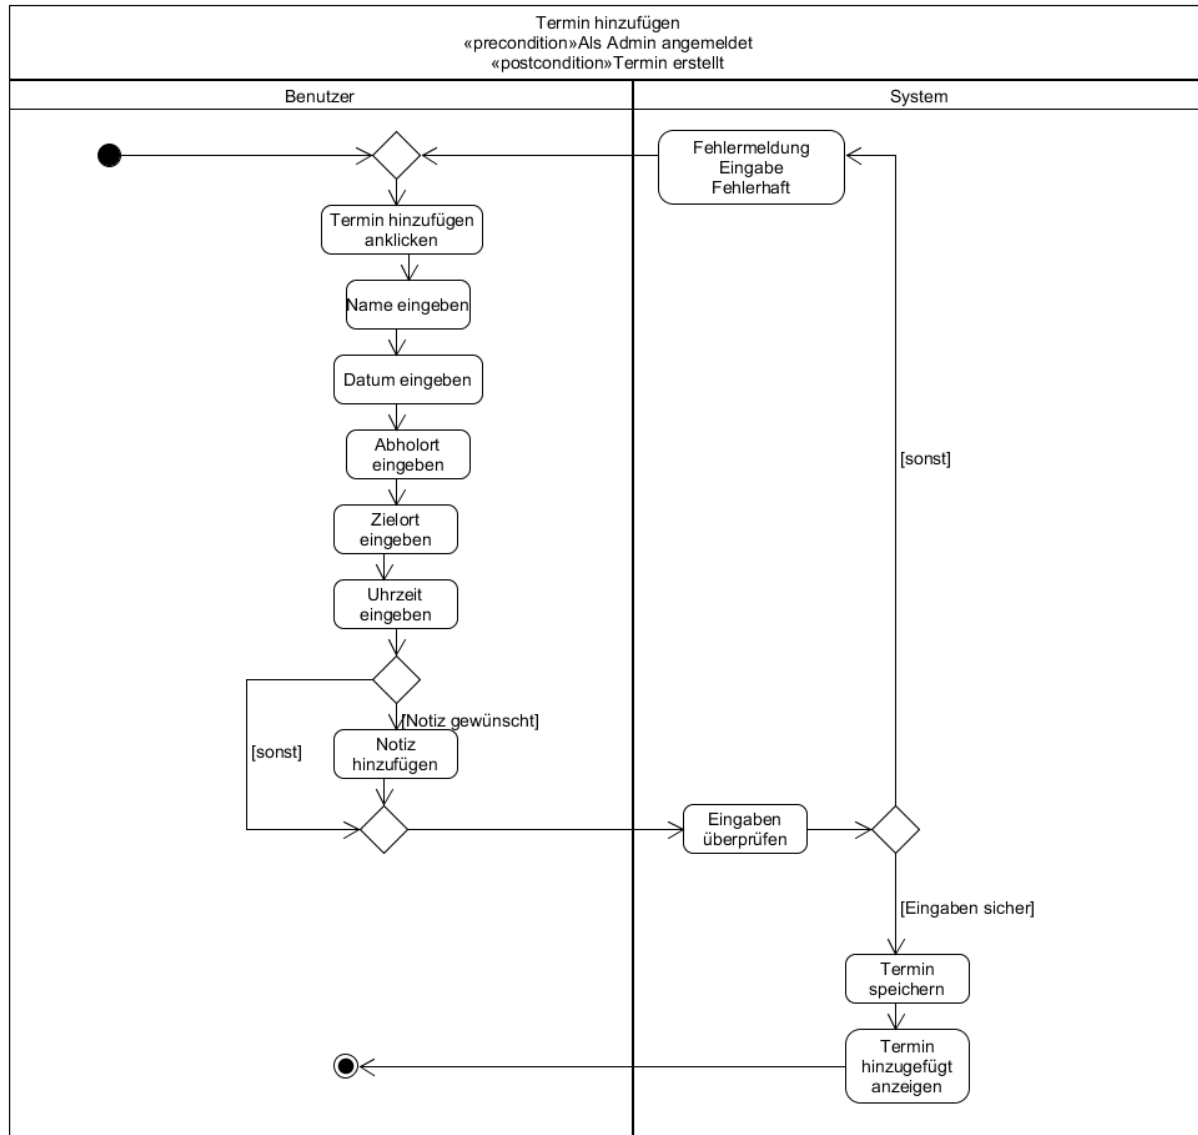 Termin hinzufügen
«precondition»Als Admin angemeldet
«postcondition»Termin erstellt
Benutzer
System
Fehlermeldung
Eingabe
Fehlerhaft
Termin hinzufügen
anklicken
Name eingeben
Datum eingeben
Abholort
eingeben
[sonst]
Zielort
eingeben
Uhrzeit
eingeben
[Notiz gewünscht]
[sonst]
Notiz
hinzufügen
Eingaben
überprüfen
[Eingaben sicher]
Termin
speichern
Termin
hinzugefügt
anzeigen